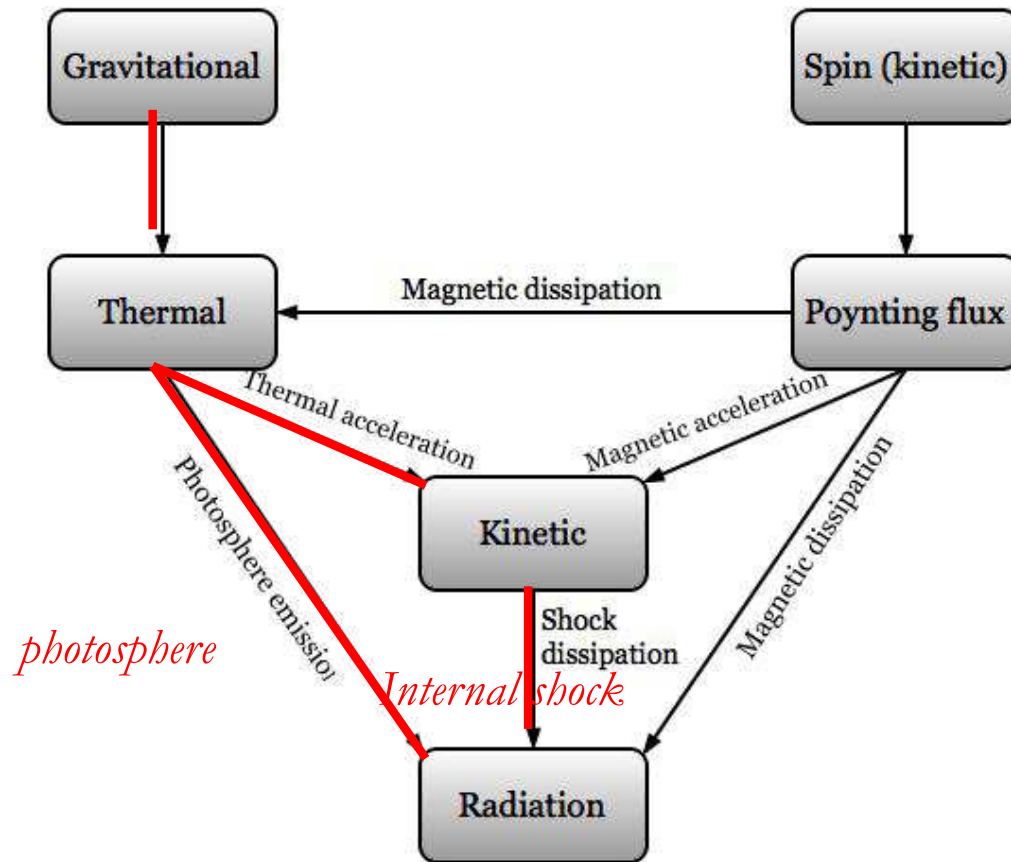 Gravitational
Spin (kinetic)
Thermal
Magnetic dissipation
Poynting flux
Thermal acceleration
Magnetic acceleration
Kinetic
Photosphere emission
Magnetic dissipation
Shock
dissipation
photosphere
Internal shock
Radiation